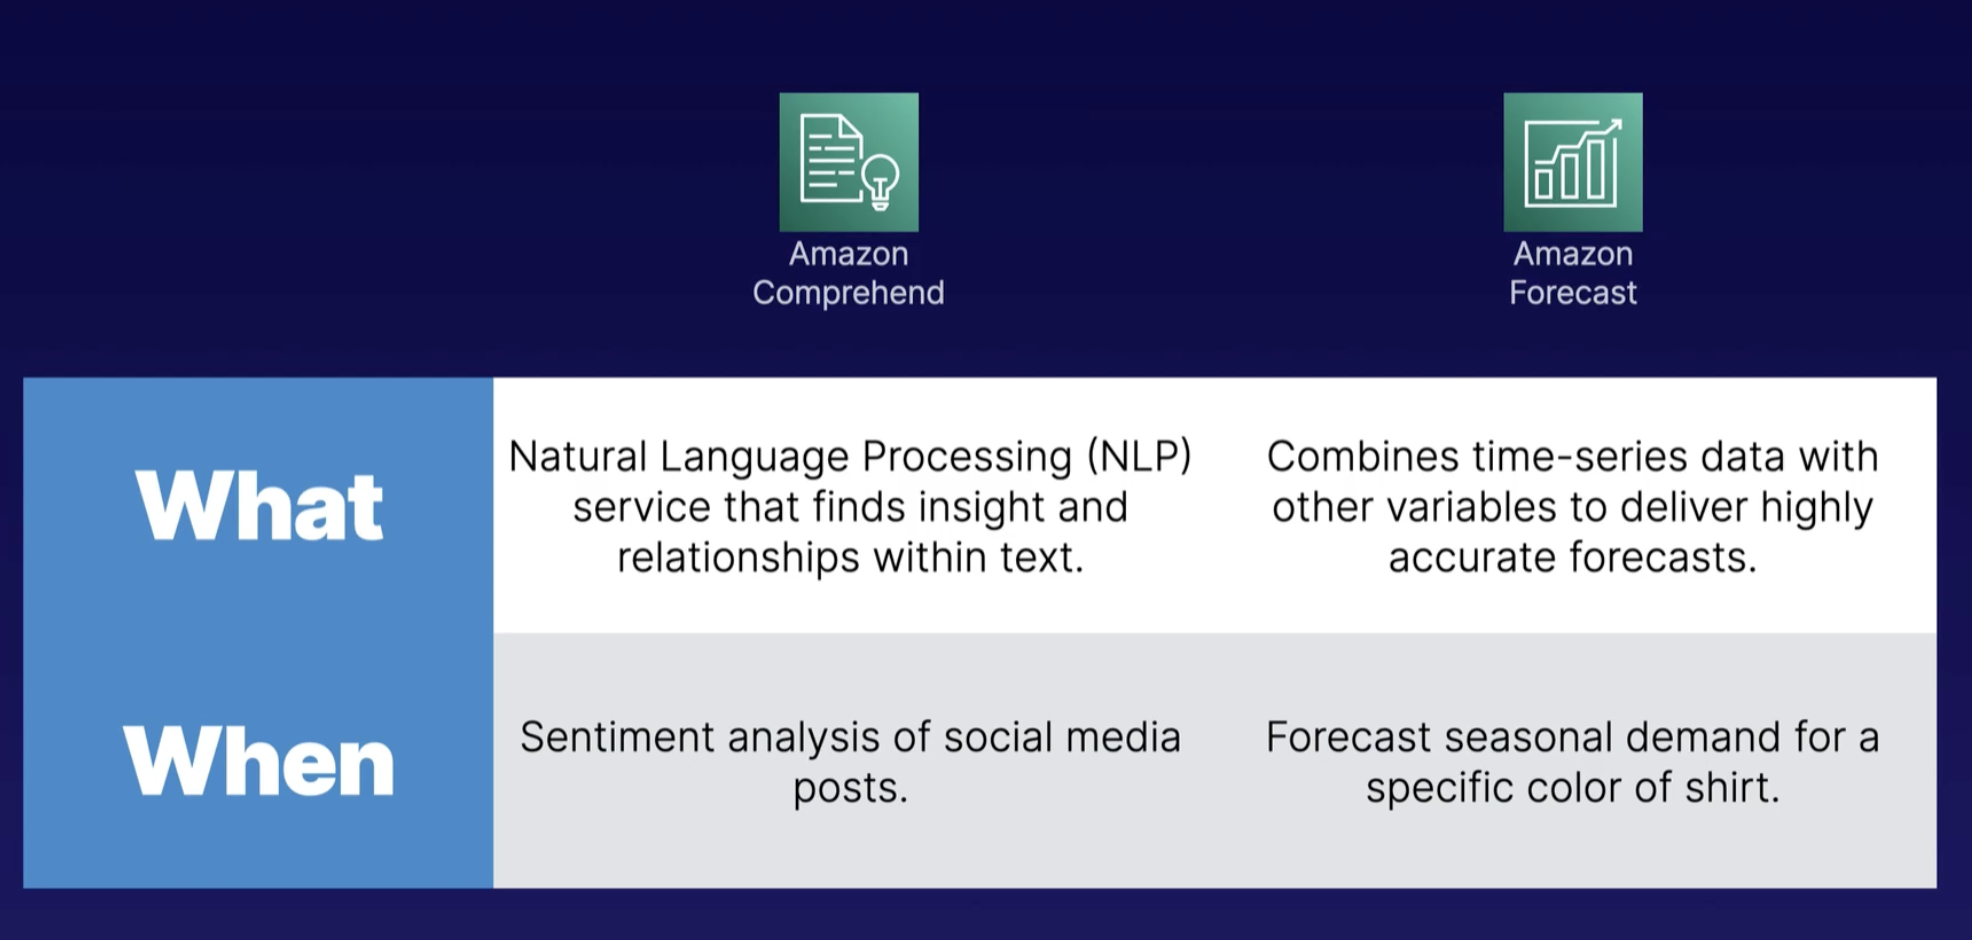 Amazon
Comprehend
Amazon
Forecast
What
Natural Language Processing (NLP)
service that finds insight and
relationships within text.
Combines time-series data with
other variables to deliver highly
accurate forecasts.
When
Sentiment analysis of social media
posts.
Forecast seasonal demand for a
specific color of shirt.